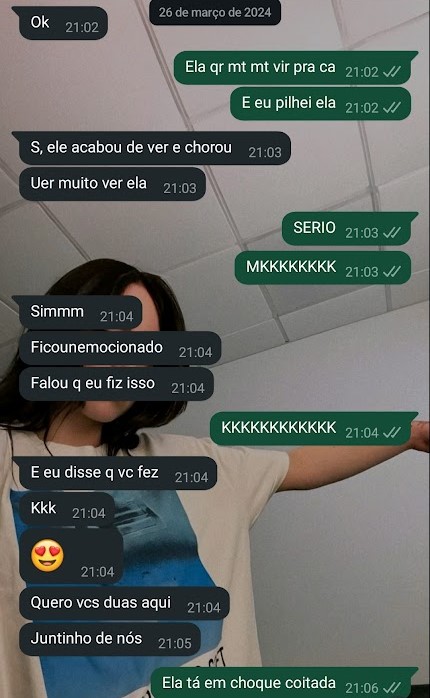 26 de março de 2024
Ok 21:02
Ela qr mt mt vir pra ca 21:02
E eu pilhei ela 21:02
S, ele acabou de ver e chorou 21:03
Uer muito ver ela 21:03
SERIO 21:03
MKKKKKKKK 21:03
Simmm 21:04
Ficounemocionado 21:04
Falou q eu fiz isso 21:04
KKKKKKKKKKKK 21:04
E eu disse q vc fez 21:04
Kkk 21:04
😍 21:04
Quero vcs duas aqui 21:04
Juntinho de nós 21:05
Ela tá em choque coitada 21:06